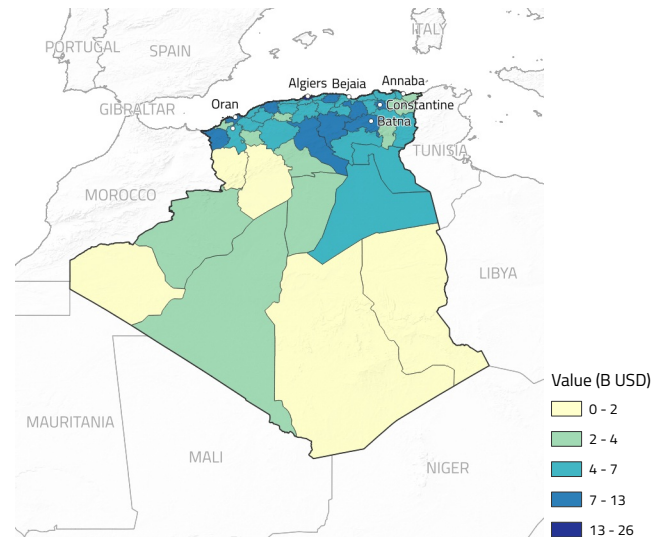 ITALY
PORTUGAL
SPAIN
Algiers
Bejaia
Annaba
GIBRALTAR
Oran
Constantine
Batna
TUNISIA
MOROCCO
LIBYA
Value (B USD)
0 - 2
2 - 4
4 - 7
7 - 13
13 - 26
MAURITANIA
MALI
NIGER